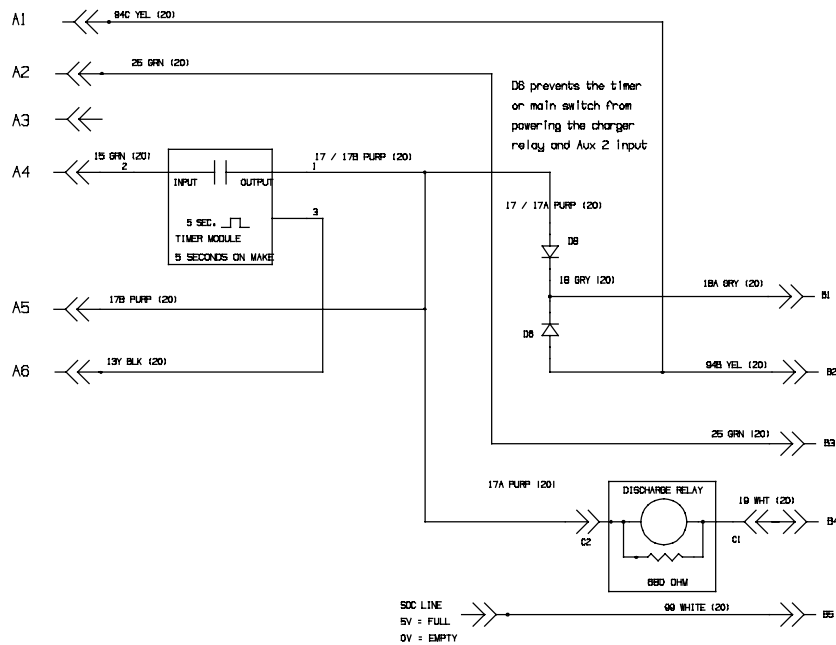 A1
94C YEL (20)
A2
25 GRN (20)
D8 prevents the timer
or main switch from
powering the charger
relay and Aux 2 input
A3
15 GRN (20)
17 / 17B PURP (20)
A4
2
1
INPUT
OUTPUT
17 / 17A PURP (20)
3
5 SEC.
TIMER MODULE
5 SECONDS ON MAKE
D8
18 GRY (20)
18A GRY (20)
B1
A5
17B PURP (20)
D6
A6
13Y BLK (20)
94B YEL (20)
B2
25 GRN (20)
B3
17A PURP (20)
DISCHARGE RELAY
19 WHT (20)
C2
C1
B4
680 OHM
SOC LINE
5V = FULL
0V = EMPTY
99 WHITE (20)
B5